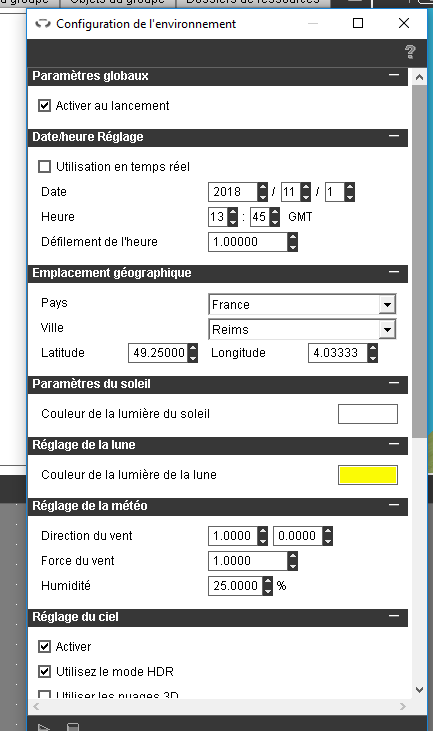 Objets du groupe Dossiers de ressources
Configuration de l'environnement
?
Paramètres globaux
Activer au lancement
Date/heure Réglage
Utilisation en temps réel
Date 2018 / 11 / 1
Heure 13 : 45 GMT
Défilement de l'heure 1.00000
Emplacement géographique
Pays France
Ville Reims
Latitude 49.25000 Longitude 4.03333
Paramètres du soleil
Couleur de la lumière du soleil
Réglage de la lune
Couleur de la lumière de la lune
Réglage de la météo
Direction du vent 1.0000 0.0000
Force du vent 1.0000
Humidité 25.0000 %
Réglage du ciel
Activer
Utilisez le mode HDR
Utiliser les nuages 3D